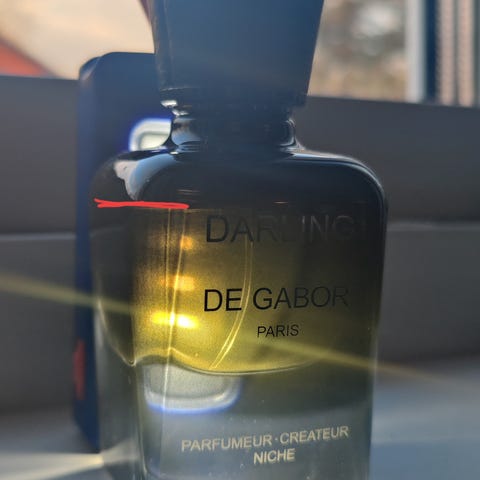 DARLING
DE GABOR
PARIS
PARFUMEUR·CREATEUR
NICHE